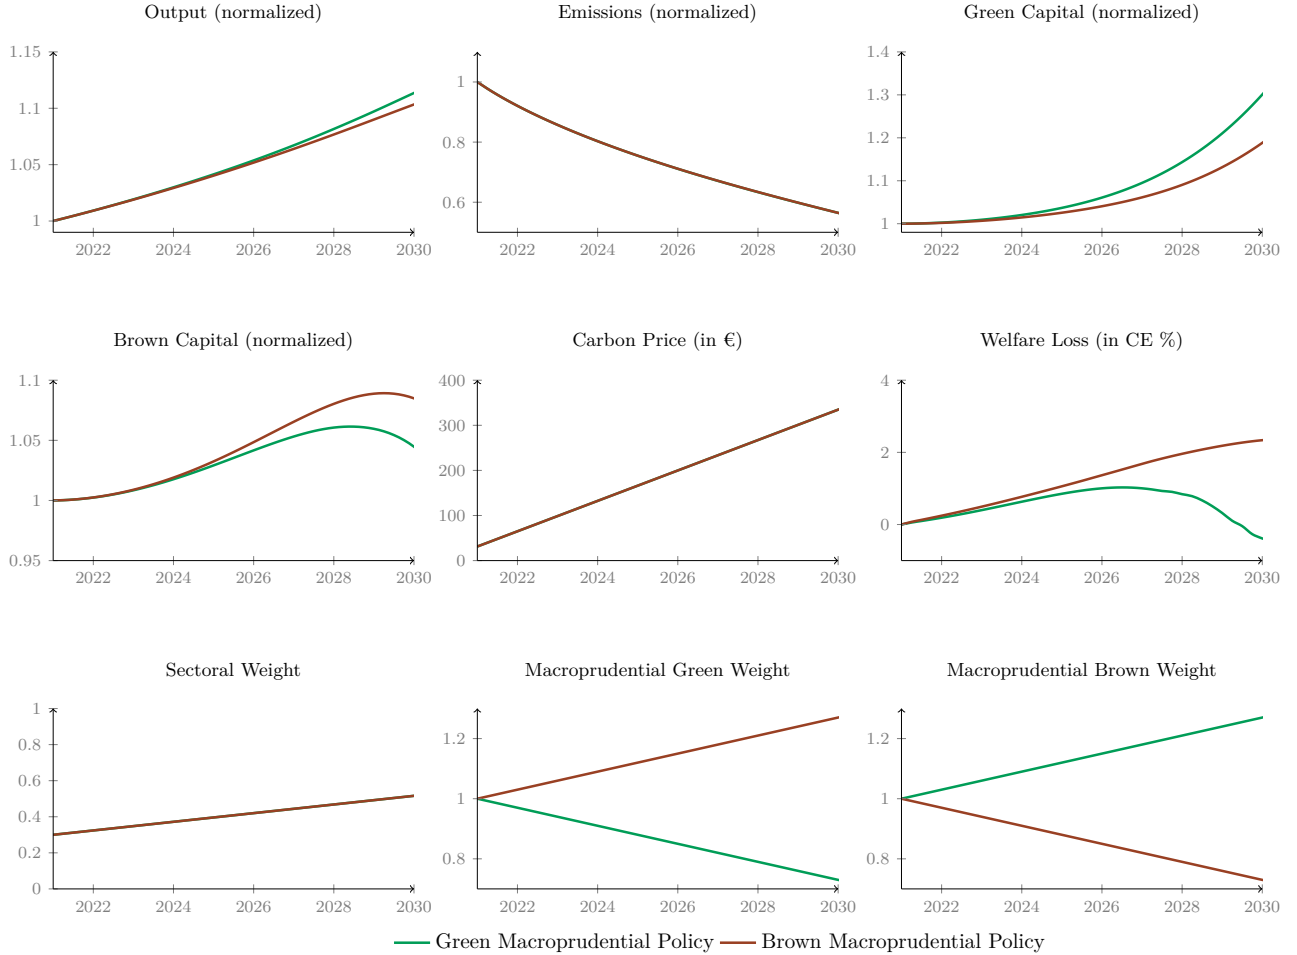 Output (normalized)
1.15
1.1
1.05
1
2022 2024 2026 2028 2030
Emissions (normalized)
1
0.8
0.6
2022 2024 2026 2028 2030
Green Capital (normalized)
1.4
1.3
1.2
1.1
1
2022 2024 2026 2028 2030
Brown Capital (normalized)
1.1
1.05
1
0.95
2022 2024 2026 2028 2030
Carbon Price (in €)
400
300
200
100
0
2022 2024 2026 2028 2030
Welfare Loss (in CE %)
4
2
0
2022 2024 2026 2028 2030
Sectoral Weight
1
0.8
0.6
0.4
0.2
0
2022 2024 2026 2028 2030
Macroprudential Green Weight
1.2
1
0.8
2022 2024 2026 2028 2030
Macroprudential Brown Weight
1.2
1
0.8
2022 2024 2026 2028 2030
Green Macroprudential Policy Brown Macroprudential Policy